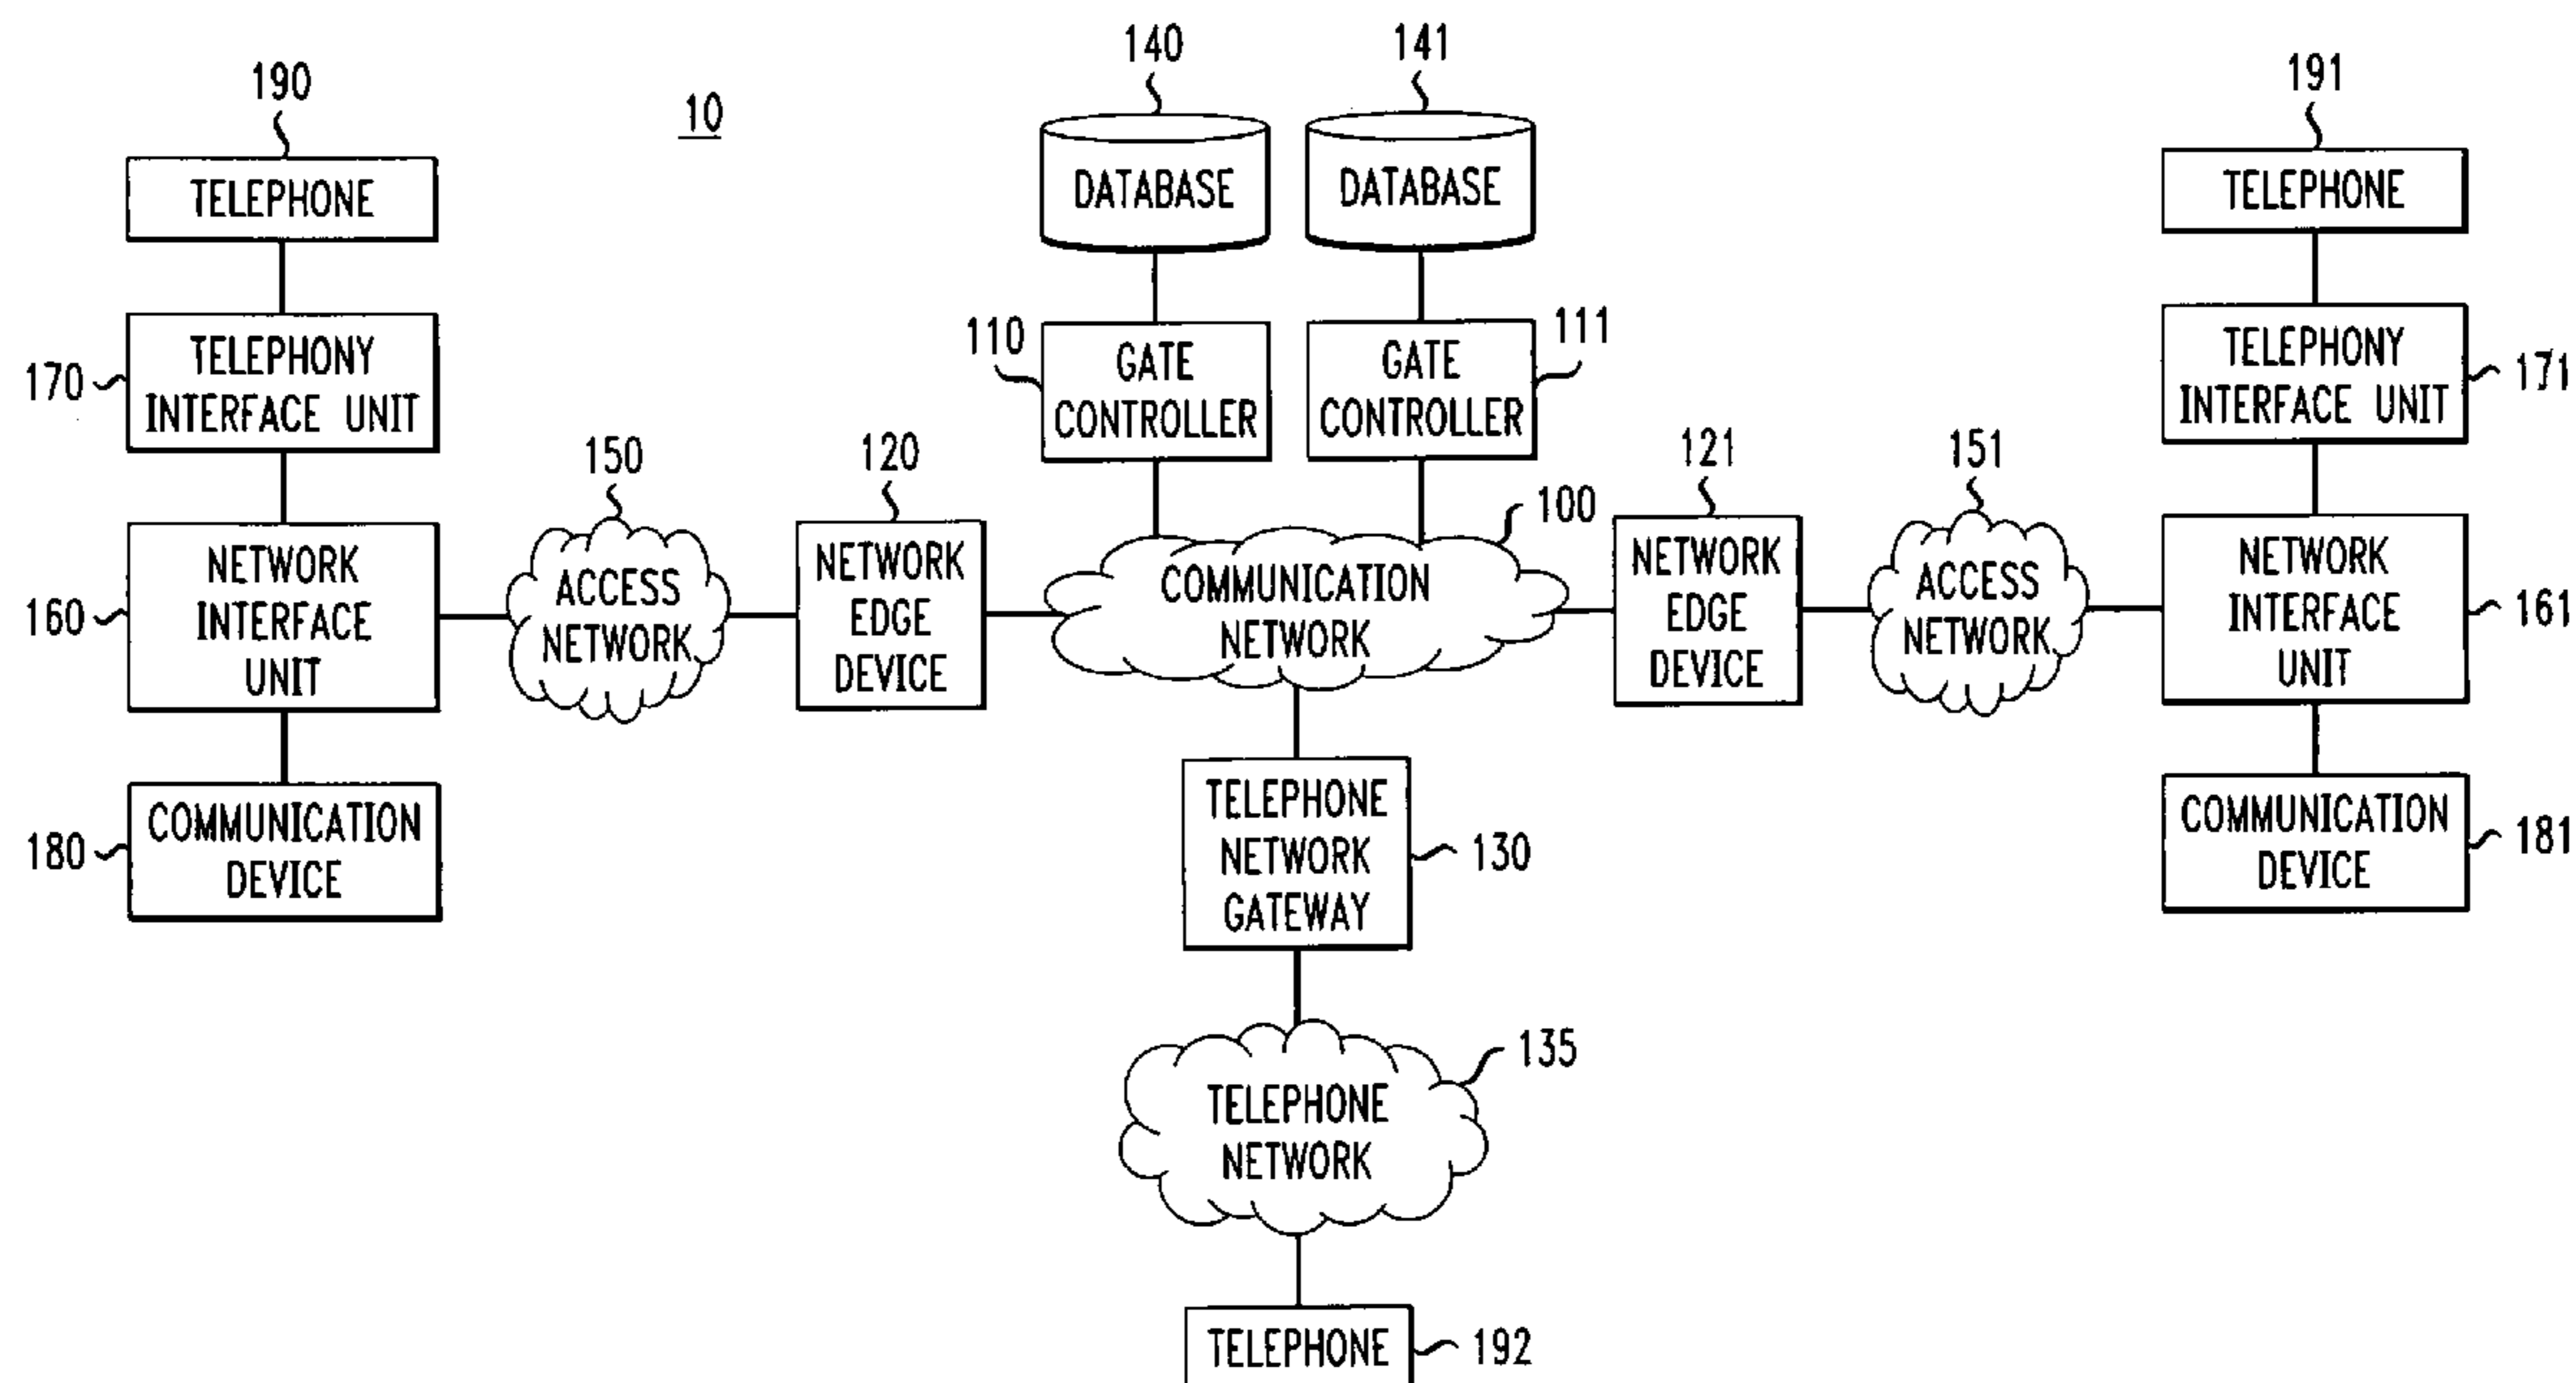 140
141
190
191
10
DATABASE
DATABASE
TELEPHONE
TELEPHONE
110
111
GATE
CONTROLLER
GATE
CONTROLLER
170
TELEPHONY
INTERFACE UNIT
TELEPHONY
INTERFACE UNIT
171
150
120
121
151
100
160
NETWORK
INTERFACE
UNIT
ACCESS
NETWORK
NETWORK
EDGE
DEVICE
COMMUNICATION
NETWORK
NETWORK
EDGE
DEVICE
ACCESS
NETWORK
NETWORK
INTERFACE
UNIT
161
180
COMMUNICATION
DEVICE
TELEPHONE
NETWORK
GATEWAY
130
COMMUNICATION
DEVICE
181
135
TELEPHONE
NETWORK
TELEPHONE
192